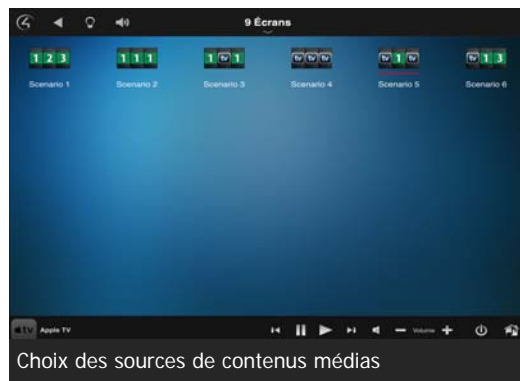 9 Écrans
1 2 3
1 1 1
1 tv 1
tv tv tv
tv 1 tv
tv 1 3
Scenario 1
Scenario 2
Scenario 3
Scenario 4
Scenario 5
Scenario 6
tv Apple TV
Volume
Choix des sources de contenus médias